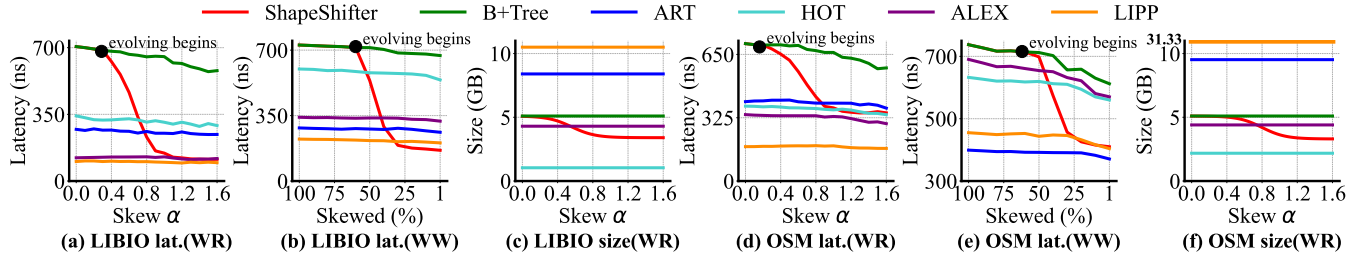 ShapeShifter B+Tree ART HOT ALEX LIPP
Latency (ns)
700
350
0
evolving begins
0.0 0.4 0.8 1.2 1.6
Skew α
(a) LIBIO lat.(WR)
Latency (ns)
700
350
0
evolving begins
100 75 50 25 1
Skewed (%)
(b) LIBIO lat.(WW)
Size (GB)
10
5
0
0.0 0.4 0.8 1.2 1.6
Skew α
(c) LIBIO size(WR)
Latency (ns)
650
325
0
evolving begins
0.0 0.4 0.8 1.2 1.6
Skew α
(d) OSM lat.(WR)
Latency (ns)
700
600
500
400
300
evolving begins
100 75 50 25 1
Skewed (%)
(e) OSM lat.(WW)
Size (GB)
31.33
10
5
0
0.0 0.4 0.8 1.2 1.6
Skew α
(f) OSM size(WR)